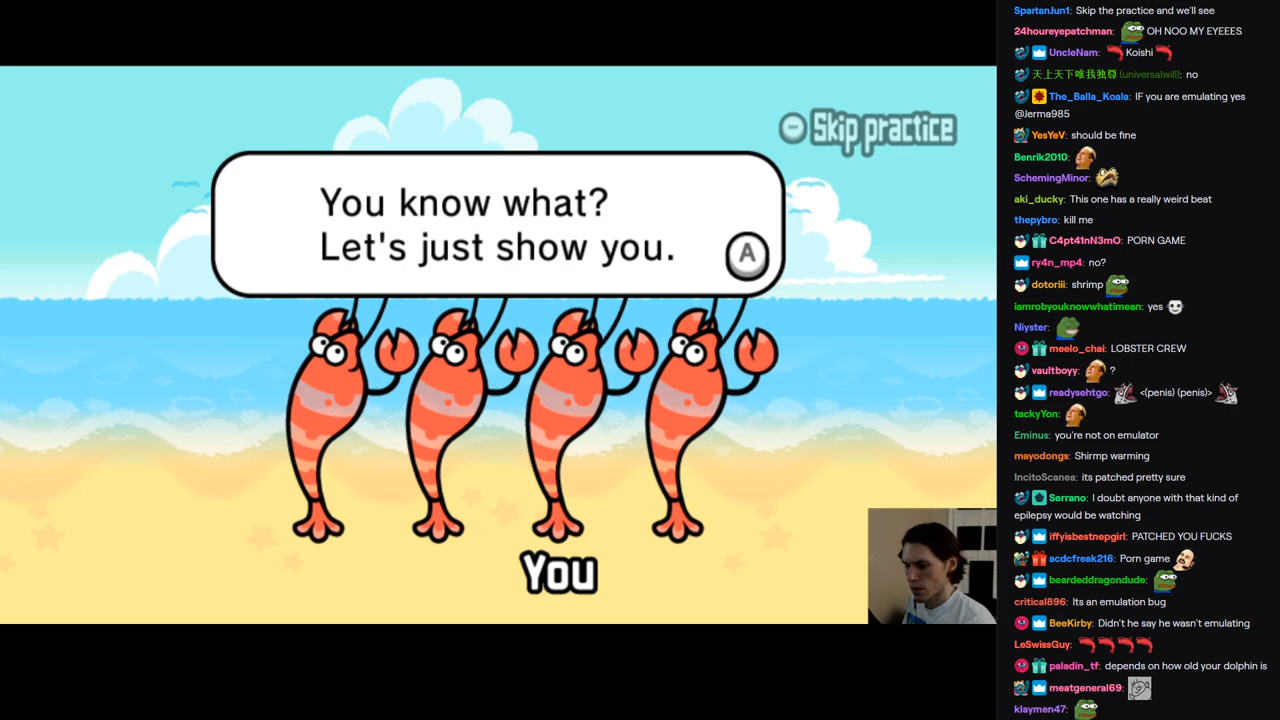 Skip practice
You know what?
Let's just show you.
A
You
SpartanJun1: Skip the practice and we'll see
24houreyepatchman: OH NOO MY EYEEES
UncleNam: Koishi
天上天下唯我独尊 (universalwill): no
The_Balla_Koala: IF you are emulating yes
@Jerma985
YesYeV: should be fine
Benrik2010:
SchemingMinor:
aki_ducky: This one has a really weird beat
thepybro: kill me
C4pt41nN3mO: PORN GAME
ry4n_mp4: no?
dotoriii: shrimp
iamrobyouknowwhatimean: yes
Niyster:
meelo_chai: LOBSTER CREW
vaultboyy: ?
readysehtgo: <(penis) (penis)>
tackyYon:
Eminus: you're not on emulator
mayodongs: Shirmp warming
IncitoScanea: its patched pretty sure
Serrano: I doubt anyone with that kind of
epilepsy would be watching
iffyisbestnepgirl: PATCHED YOU FUCKS
acdcfreak216: Porn game
beardeddragondude:
critical896: Its an emulation bug
BeeKirby: Didn't he say he wasn't emulating
LeSwissGuy:
paladin_tf: depends on how old your dolphin is
meatgeneral69:
klaymen47: